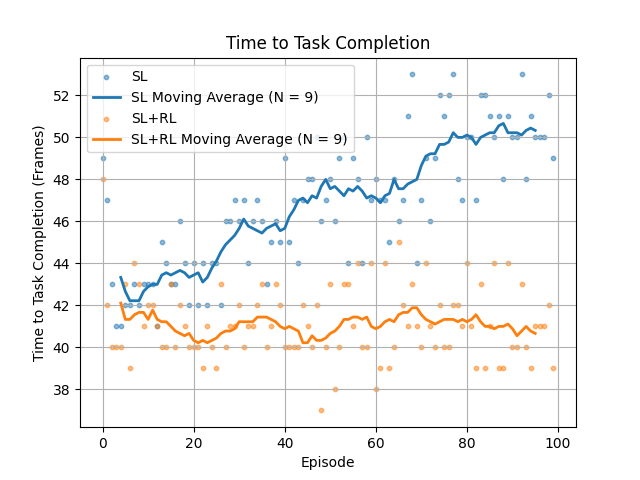 Time to Task Completion
SL
SL Moving Average (N = 9)
SL+RL
SL+RL Moving Average (N = 9)
Time to Task Completion (Frames)
52
50
48
46
44
42
40
38
0 20 40 60 80 100
Episode